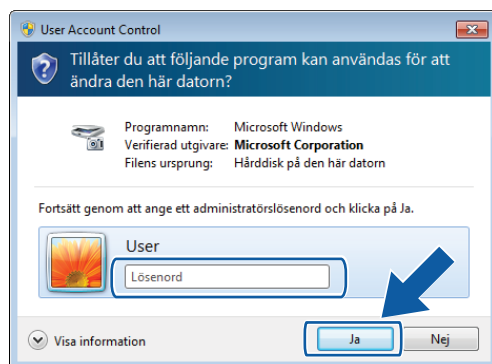 User Account Control
Tillåter du att följande program kan användas för att
ändra den här datorn?
Programnamn: Microsoft Windows
Verifierad utgivare: Microsoft Corporation
Filens ursprung: Hårddisk på den här datorn
Fortsätt genom att ange ett administratörslösenord och klicka på Ja.
User
Lösenord
Visa information
Ja
Nej